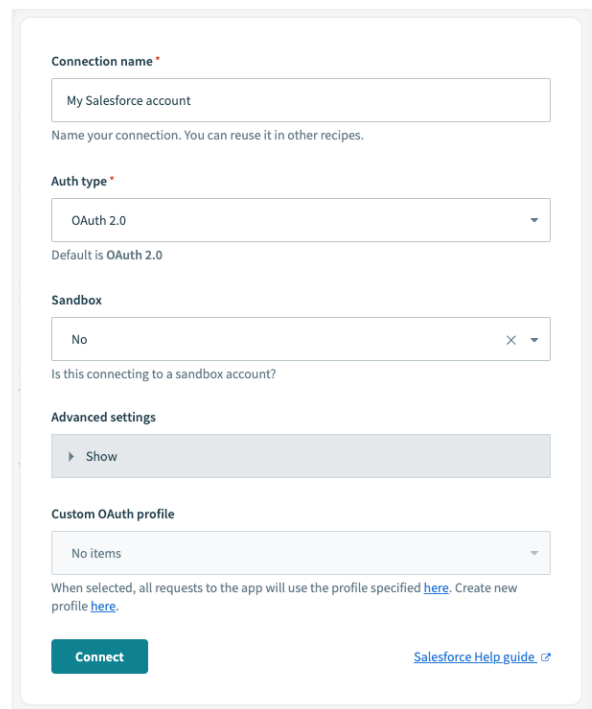 Connection name*
My Salesforce account
Name your connection. You can reuse it in other recipes.
Auth type*
OAuth 2.0
Default is OAuth 2.0
Sandbox
No
Is this connecting to a sandbox account?
Advanced settings
Show
Custom OAuth profile
No items
When selected, all requests to the app will use the profile specified here. Create new
profile here.
Connect
Salesforce Help guide